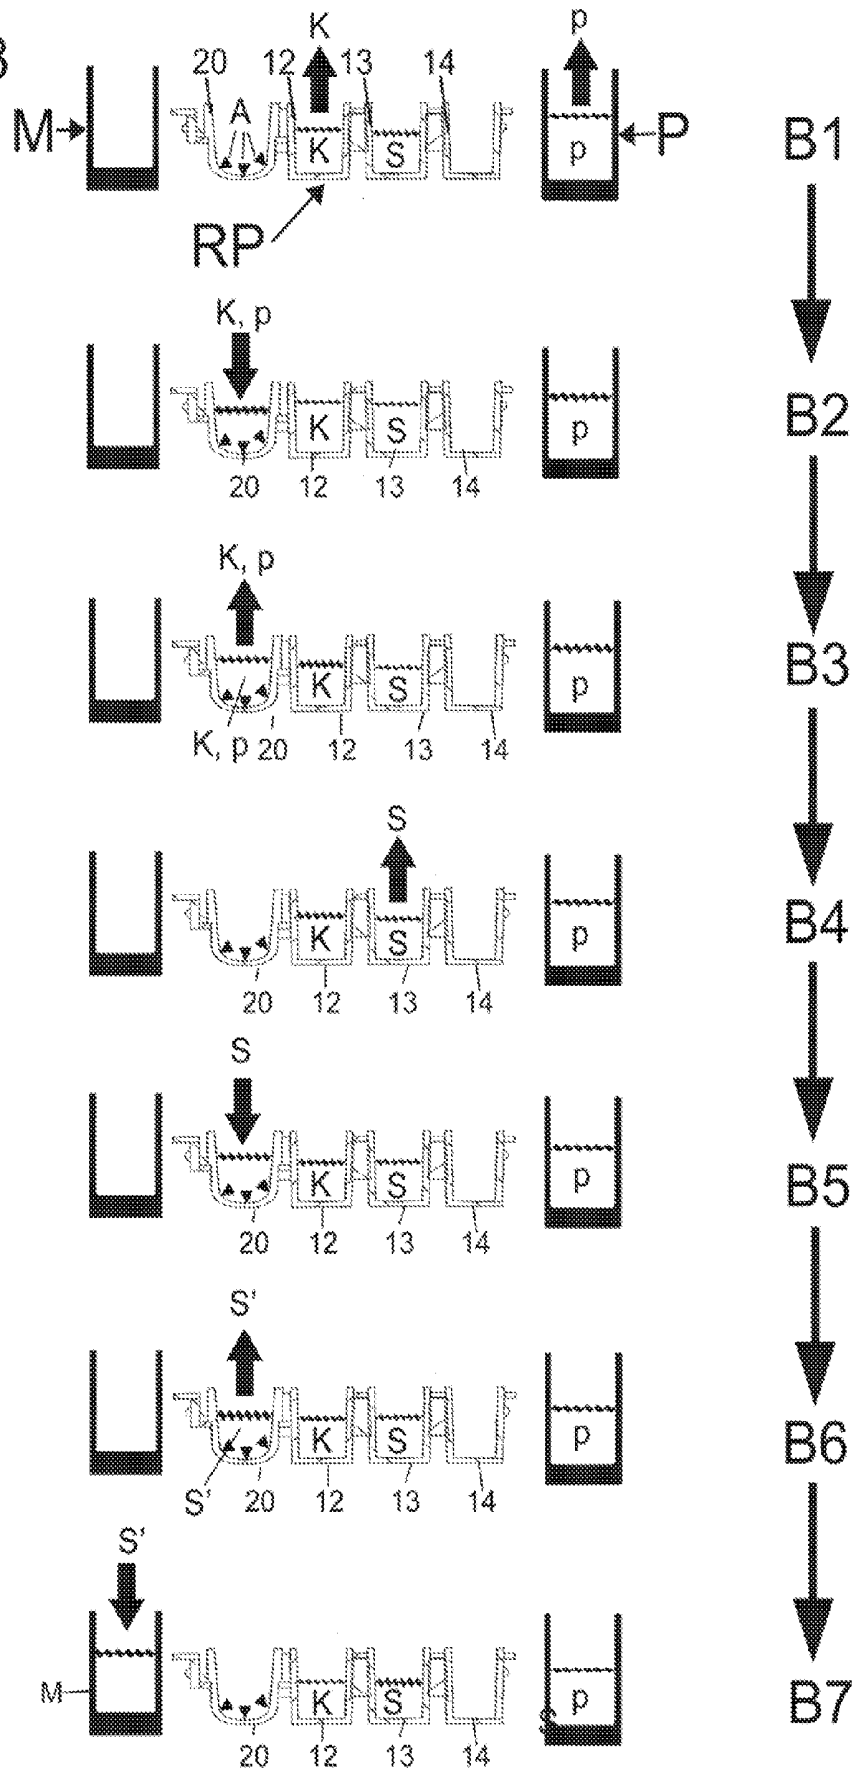 B
K
p
20 12 13 14
M A K S p P B1
RP
K, p
K S p B2
20 12 13 14
K, p
K S p B3
K, p 20 12 13 14
S
K S p B4
20 12 13 14
S
K S p B5
20 12 13 14
S'
K S p B6
S' 20 12 13 14
S'
M K S p B7
20 12 13 14